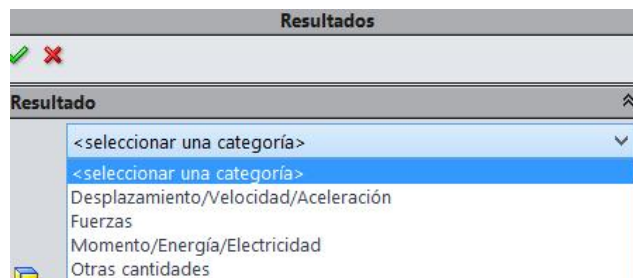 Resultados
Resultado
<seleccionar una categoría>
<seleccionar una categoría>
Desplazamiento/Velocidad/Aceleración
Fuerzas
Momento/Energía/Electricidad
Otras cantidades